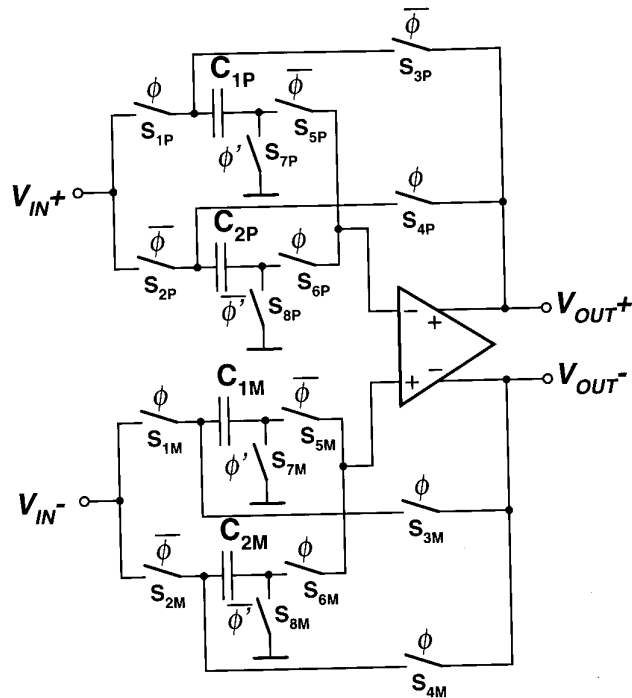 ϕ̅
S3P
C1P
ϕ
ϕ̅
S1P
S5P
ϕ'
S7P
VIN+
ϕ
S4P
C2P
ϕ̅
ϕ
S2P
S6P
ϕ̅'
S8P
− +
VOUT+
+ −
VOUT-
C1M
ϕ
ϕ̅
S1M
S5M
ϕ'
S7M
VIN-
ϕ
S3M
C2M
ϕ̅
ϕ
S2M
S6M
ϕ̅'
S8M
ϕ
S4M